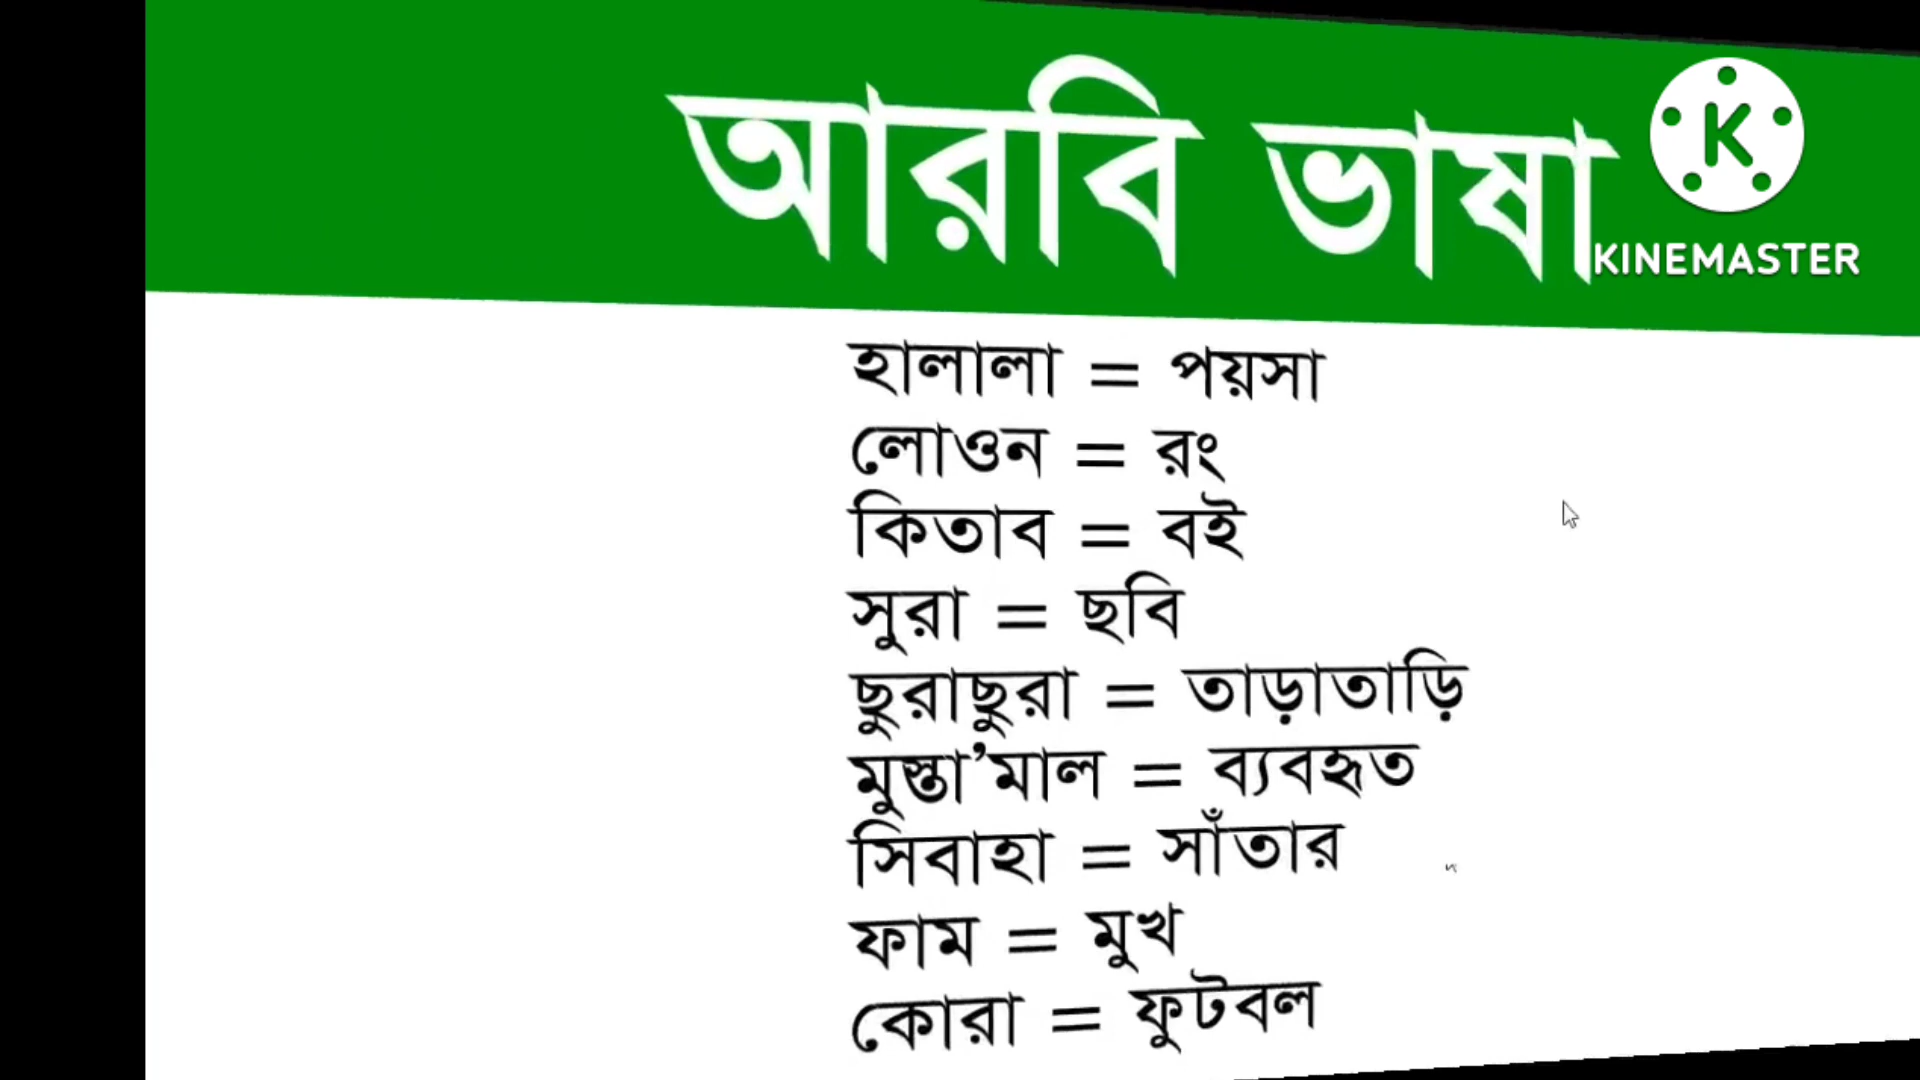 আরবি ভাষা
KINEMASTER
হালালা = পয়সা
লোওন = রং
কিতাব = বই
সুরা = ছবি
ছুরাছুরা = তাড়াতাড়ি
মুস্তা’মাল = ব্যবহৃত
সিবাহা = সাঁতার
ফাম = মুখ
কোরা = ফুটবল